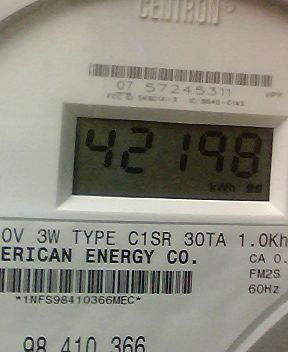 CENTRON
07 57245311
42198
kWh
0V 3W TYPE C1SR 30TA 1.0Kh
ERICAN ENERGY CO. CA 0.
FM2S
*1NFS98410366MEC* 60Hz
98 410 366